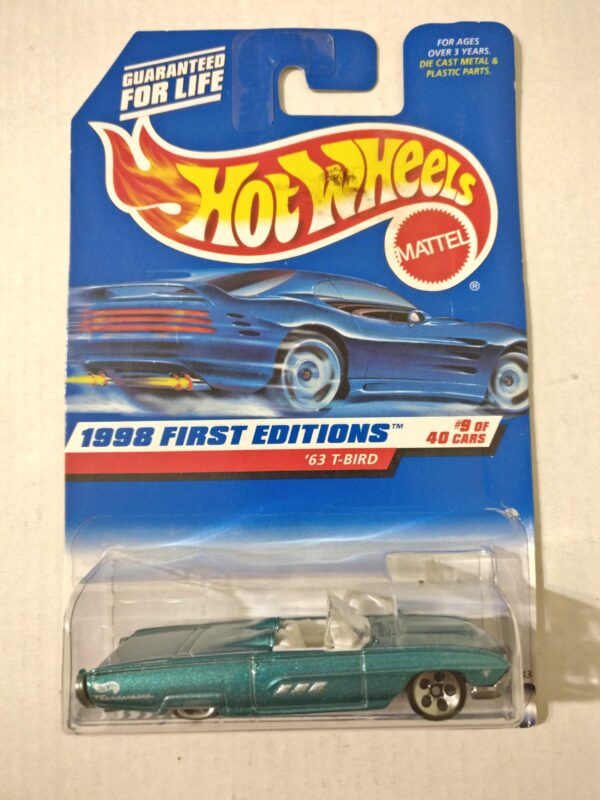 GUARANTEED
FOR LIFE
FOR AGES
OVER 3 YEARS.
DIE CAST METAL &
PLASTIC PARTS.
HOT WHEELS
MATTEL
®
1998 FIRST EDITIONS™
#9 OF
40 CARS
'63 T-BIRD